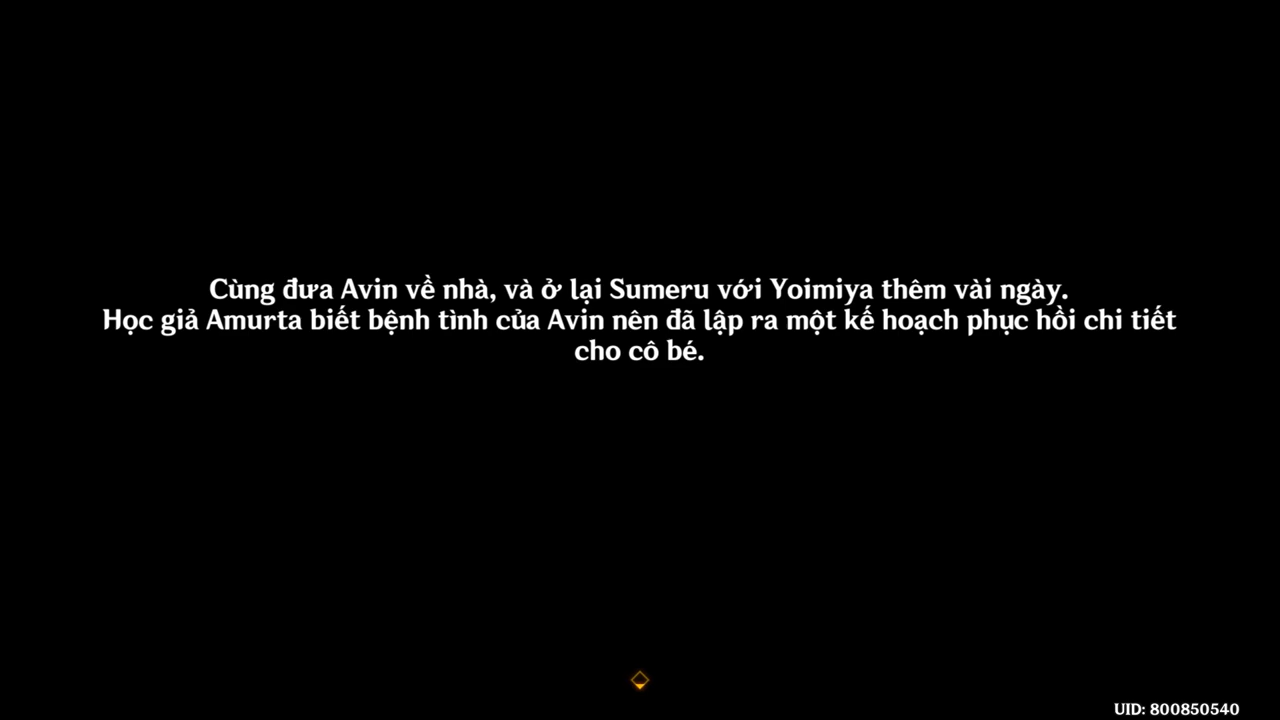 Cùng đưa Avin về nhà, và ở lại Sumeru với Yoimiya thêm vài ngày.
Học giả Amurta biết bệnh tình của Avin nên đã lập ra một kế hoạch phục hồi chi tiết
cho cô bé.
UID: 800850540